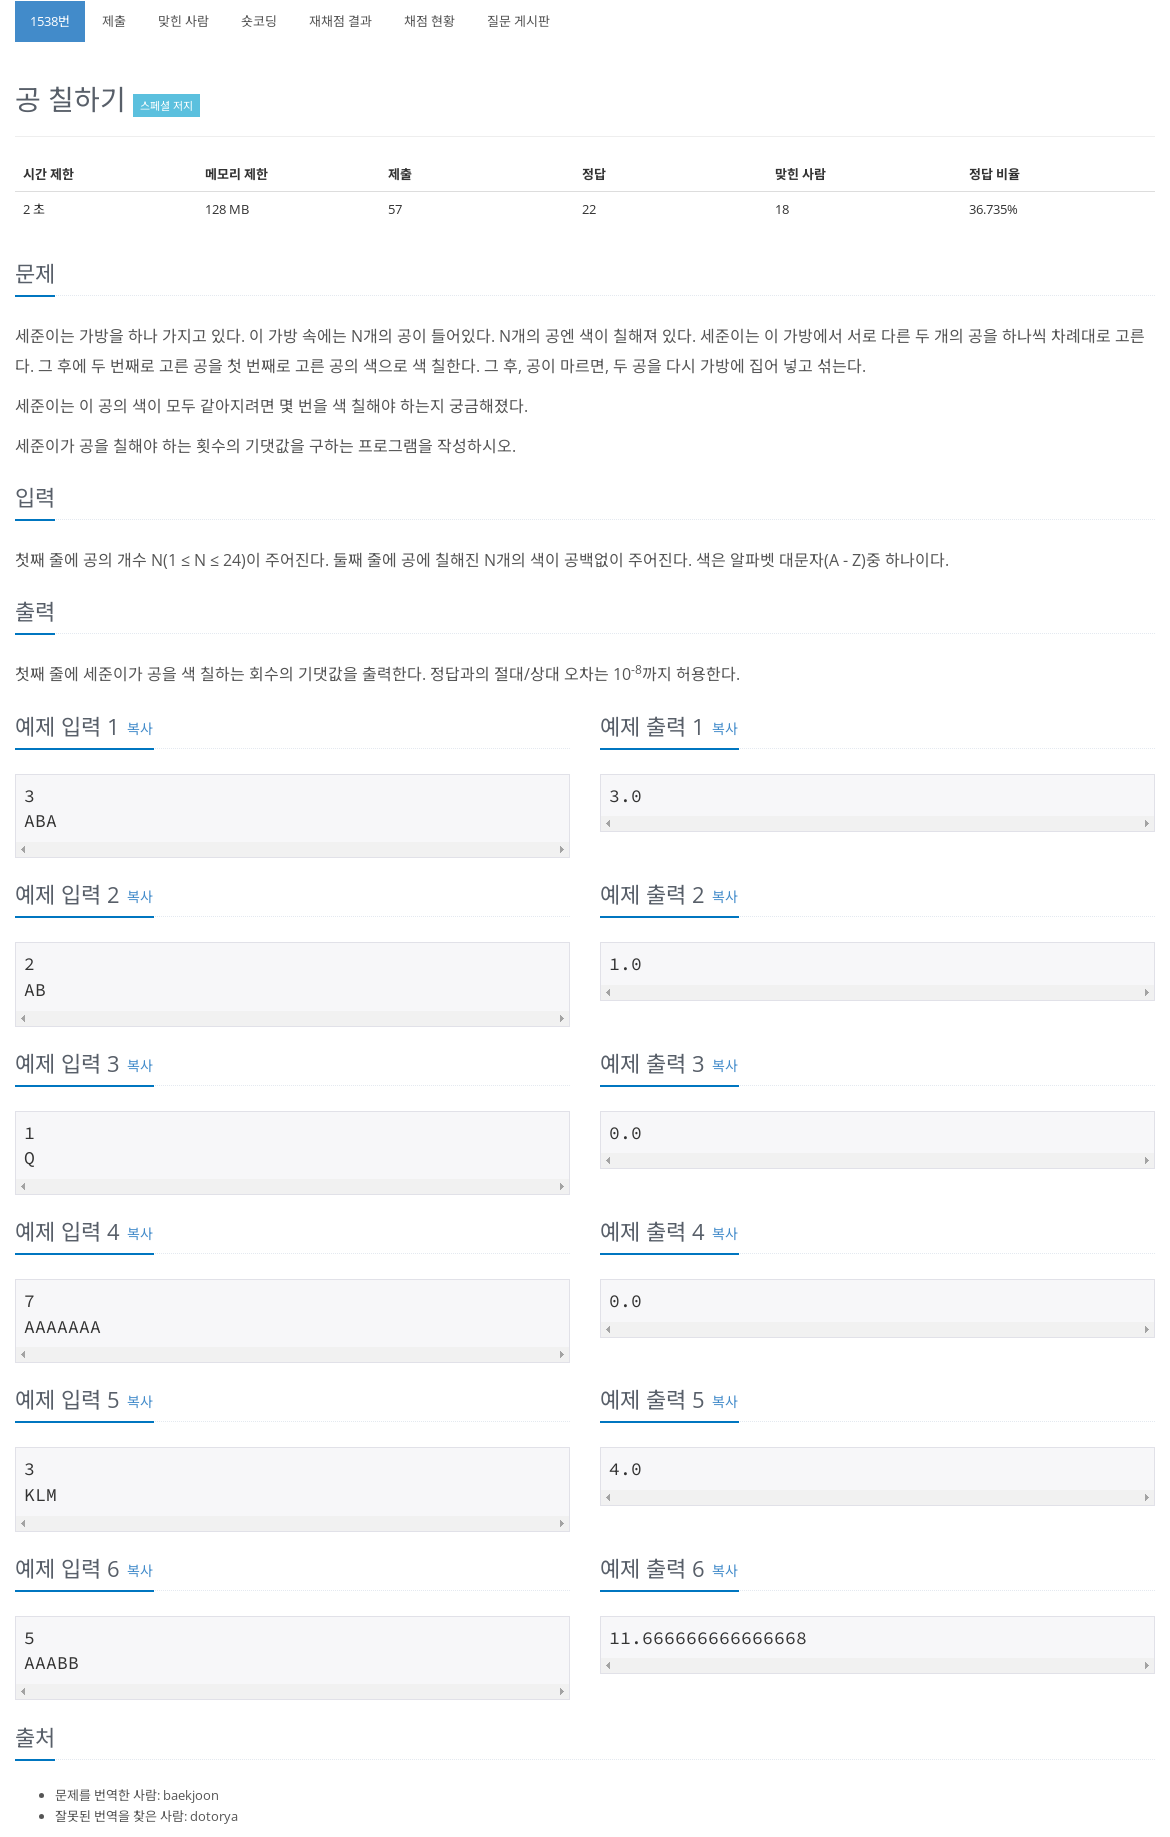 1538번 제출 맞힌 사람 숏코딩 재채점 결과 채점 현황 질문 게시판
공 칠하기 스페셜 저지
시간 제한 메모리 제한 제출 정답 맞힌 사람 정답 비율
2 초 128 MB 57 22 18 36.735%
문제
세준이는 가방을 하나 가지고 있다. 이 가방 속에는 N개의 공이 들어있다. N개의 공엔 색이 칠해져 있다. 세준이는 이 가방에서 서로 다른 두 개의 공을 하나씩 차례대로 고른
다. 그 후에 두 번째로 고른 공을 첫 번째로 고른 공의 색으로 색 칠한다. 그 후, 공이 마르면, 두 공을 다시 가방에 집어 넣고 섞는다.
세준이는 이 공의 색이 모두 같아지려면 몇 번을 색 칠해야 하는지 궁금해졌다.
세준이가 공을 칠해야 하는 횟수의 기댓값을 구하는 프로그램을 작성하시오.
입력
첫째 줄에 공의 개수 N(1 ≤ N ≤ 24)이 주어진다. 둘째 줄에 공에 칠해진 N개의 색이 공백없이 주어진다. 색은 알파벳 대문자(A - Z)중 하나이다.
출력
첫째 줄에 세준이가 공을 색 칠하는 회수의 기댓값을 출력한다. 정답과의 절대/상대 오차는 10-8까지 허용한다.
예제 입력 1 복사
3
ABA
예제 출력 1 복사
3.0
예제 입력 2 복사
2
AB
예제 출력 2 복사
1.0
예제 입력 3 복사
1
Q
예제 출력 3 복사
0.0
예제 입력 4 복사
7
AAAAAAA
예제 출력 4 복사
0.0
예제 입력 5 복사
3
KLM
예제 출력 5 복사
4.0
예제 입력 6 복사
5
AAABB
예제 출력 6 복사
11.666666666666668
출처
문제를 번역한 사람: baekjoon
잘못된 번역을 찾은 사람: dotorya